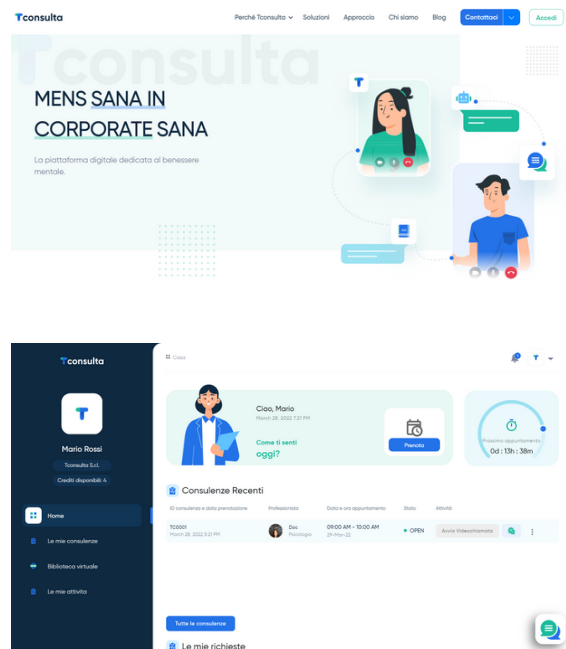 Tconsulta
Perché Tconsulta
Soluzioni
Approccio
Chi siamo
Blog
Contattaci
Accedi
Tconsulta
MENS SANA IN
CORPORATE SANA
La piattaforma digitale dedicata al benessere
mentale.
Tconsulta
Casa
Mario Rossi
Tconsulta S.r.l.
Crediti disponibili: 4
Home
Le mie consulenze
Biblioteca virtuale
Le mie attivita
Ciao, Mario
March 28, 2022 7:21 PM
Come ti senti
oggi?
Prenota
Prossimo appuntamento
0d : 13h : 38m
Consulenze Recenti
ID consulenza e data prenotazione
Professionista
Data e ora appuntamento
Stato
Attività
TC0001
March 28, 2022 5:21 PM
Doc
Psicologia
09:00 AM - 10:00 AM
29-Mar-22
OPEN
Avvia Videochiamata
Tutte le consulenze
Le mie richieste